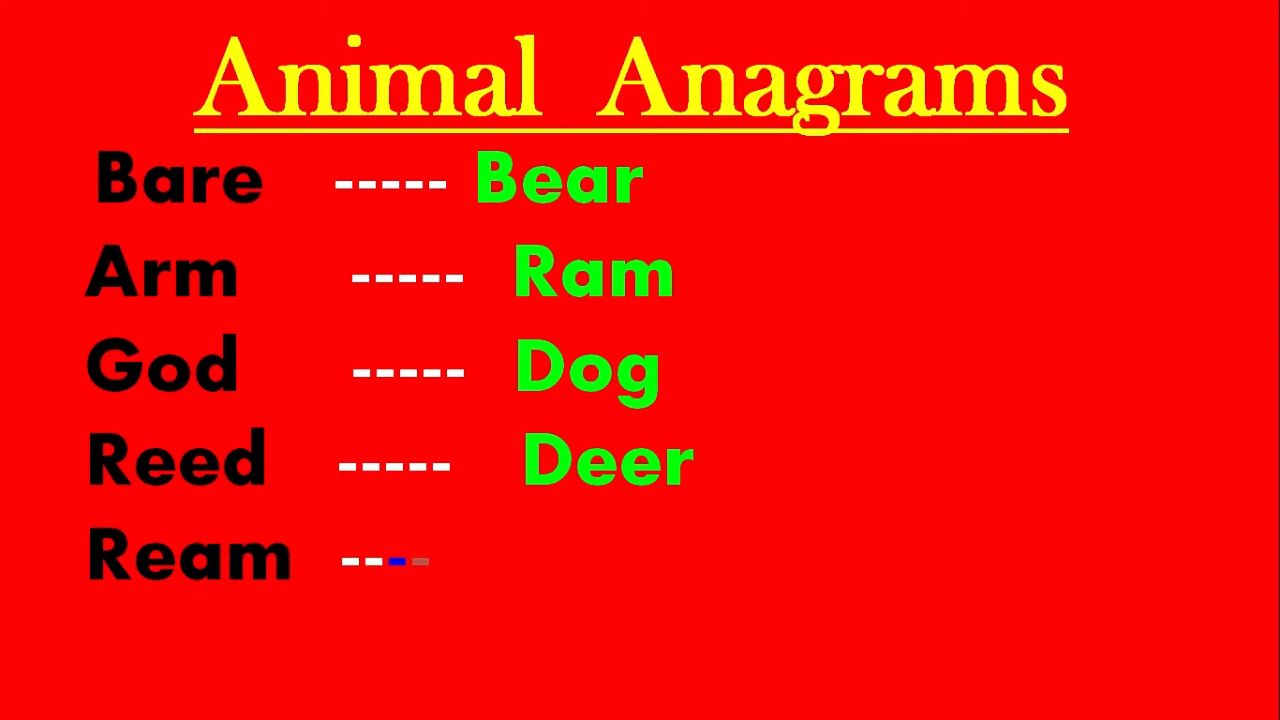 Animal Anagrams
Bare ----- Bear
Arm ----- Ram
God ----- Dog
Reed ----- Deer
Ream ----